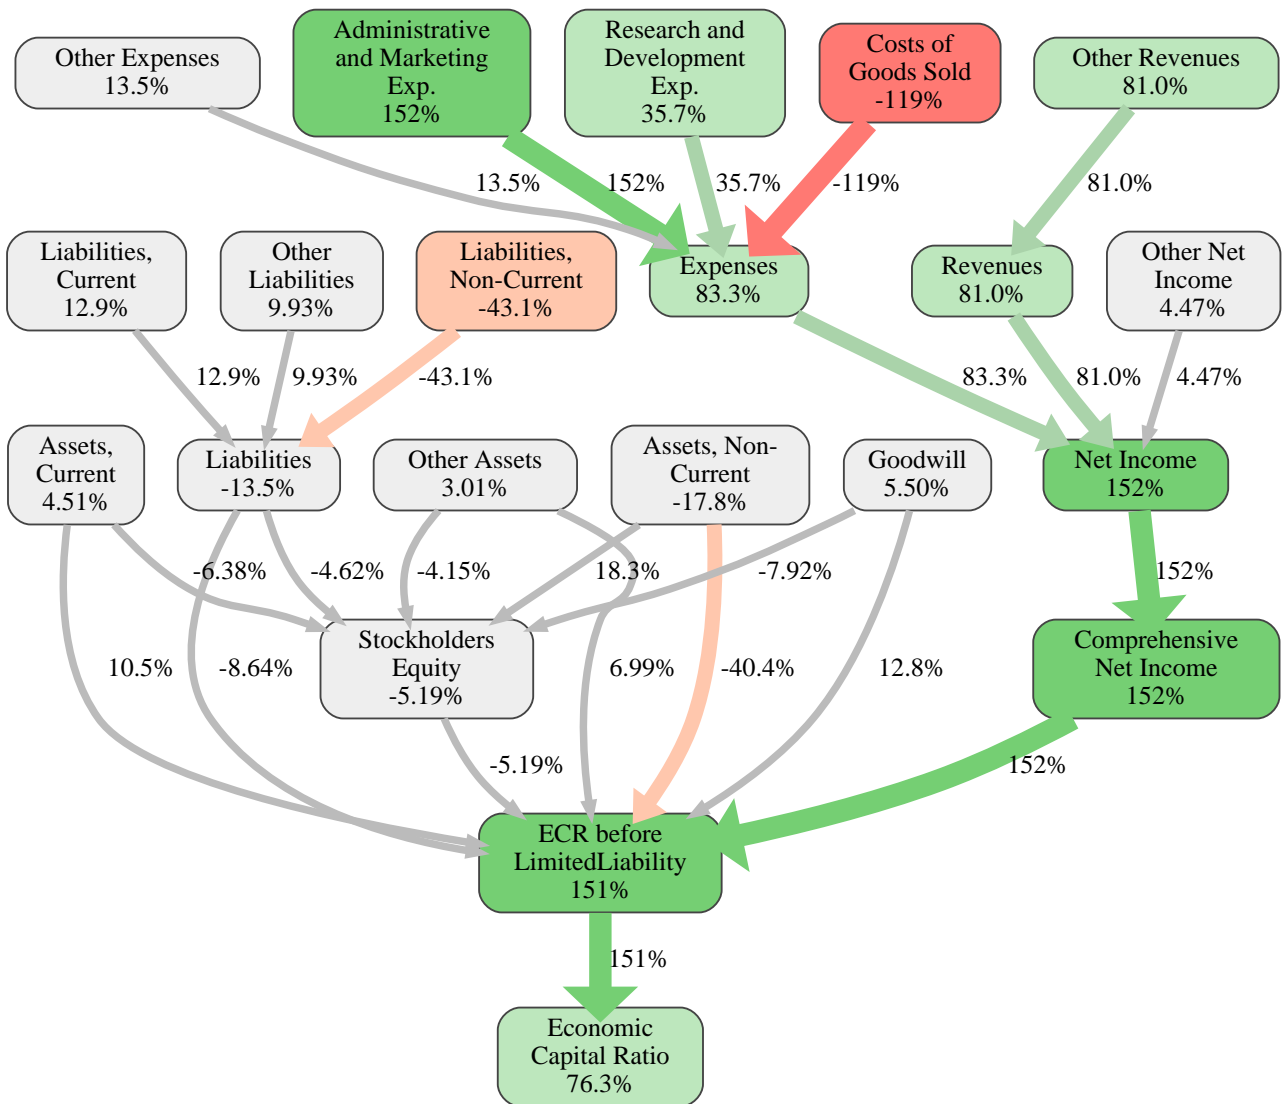 Other Expenses
13.5%
Administrative
and Marketing
Exp.
152%
Research and
Development
Exp.
35.7%
Costs of
Goods Sold
-119%
Other Revenues
81.0%
13.5%
152%
35.7%
-119%
81.0%
Liabilities,
Current
12.9%
Other
Liabilities
9.93%
Liabilities,
Non-Current
-43.1%
Expenses
83.3%
Revenues
81.0%
Other Net
Income
4.47%
12.9%
9.93%
-43.1%
83.3%
81.0%
4.47%
Assets,
Current
4.51%
Liabilities
-13.5%
Other Assets
3.01%
Assets, Non-
Current
-17.8%
Goodwill
5.50%
Net Income
152%
-6.38%
-4.62%
-4.15%
18.3%
-7.92%
152%
10.5%
-8.64%
Stockholders
Equity
-5.19%
6.99%
-40.4%
12.8%
Comprehensive
Net Income
152%
-5.19%
152%
ECR before
LimitedLiability
151%
151%
Economic
Capital Ratio
76.3%